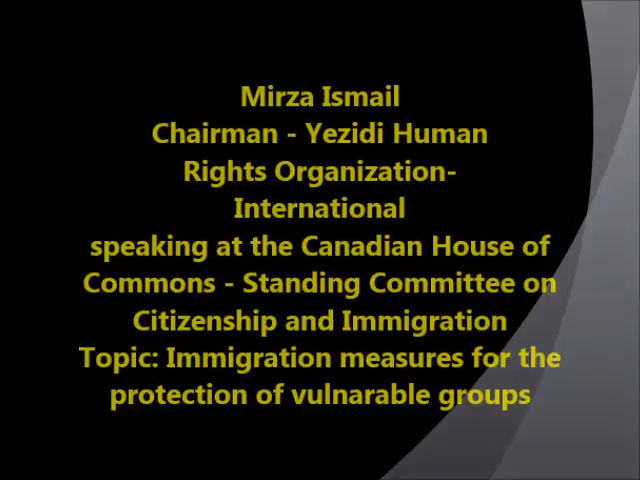 Mirza Ismail
Chairman - Yezidi Human
Rights Organization-
International
speaking at the Canadian House of
Commons - Standing Committee on
Citizenship and Immigration
Topic: Immigration measures for the
protection of vulnarable groups